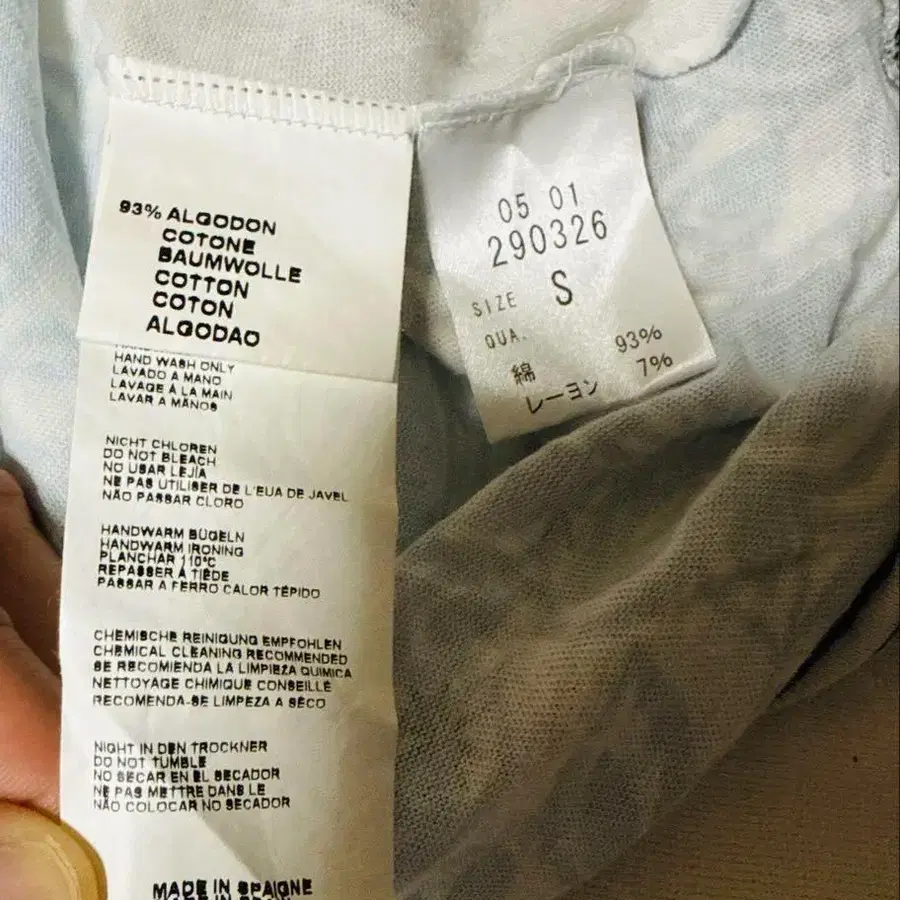 93% ALGODON
COTONE
BAUMWOLLE
COTTON
COTON
ALGODAO
HAND WASH ONLY
LAVADO A MANO
LAVAGE À LA MAIN
LAVAR A MANOS
NICHT CHLOREN
DO NOT BLEACH
NO USAR LEJÍA
NE PAS UTILISER DE L'EUA DE JAVEL
NÃO PASSAR CLORO
HANDWARM BÜGELN
HANDWARM IRONING
PLANCHAR 110°C
REPASSER À TIÈDE
PASSAR A FERRO CALOR TÉPIDO
CHEMISCHE REINIGUNG EMPFOHLEN
CHEMICAL CLEANING RECOMMENDED
SE RECOMIENDA LA LIMPIEZA QUIMICA
NETTOYAGE CHIMIQUE CONSEILLÉ
RECOMENDA-SE LIMPEZA A SÉCO
NIGHT IN DEN TROCKNER
DO NOT TUMBLE
NO SECAR EN EL SECADOR
NE PAS METTRE DANS LE
NÃO COLOCAR NO SECADOR
MADE IN SPAIGNE
05 01
290326
SIZE S
QUA.
綿 93%
レーヨン 7%